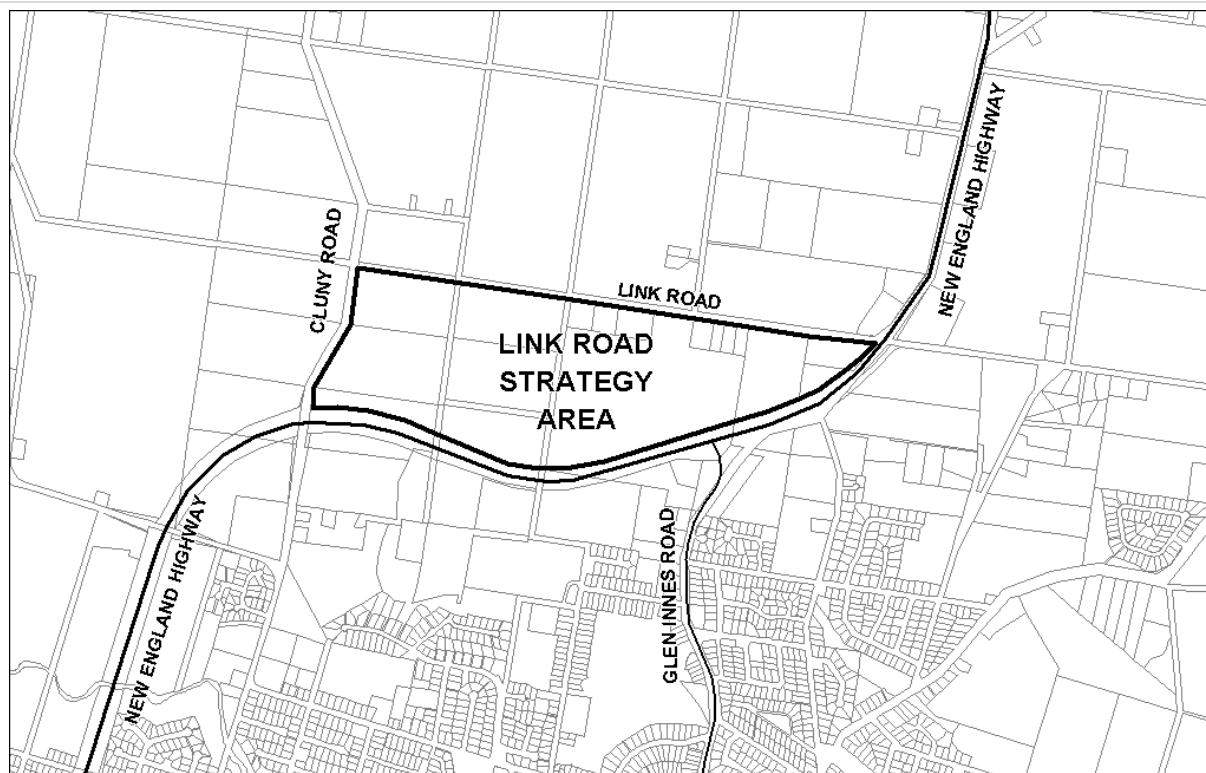 NEW ENGLAND HIGHWAY
CLUNY ROAD
LINK ROAD
LINK ROAD
STRATEGY
AREA
NEW ENGLAND HIGHWAY
GLEN INNES ROAD